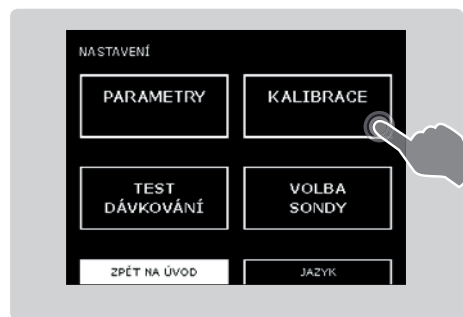 NASTAVENÍ
PARAMETRY
KALIBRACE
TEST
DÁVKOVÁNÍ
VOLBA
SONDY
ZPĚT NA ÚVOD
JAZYK